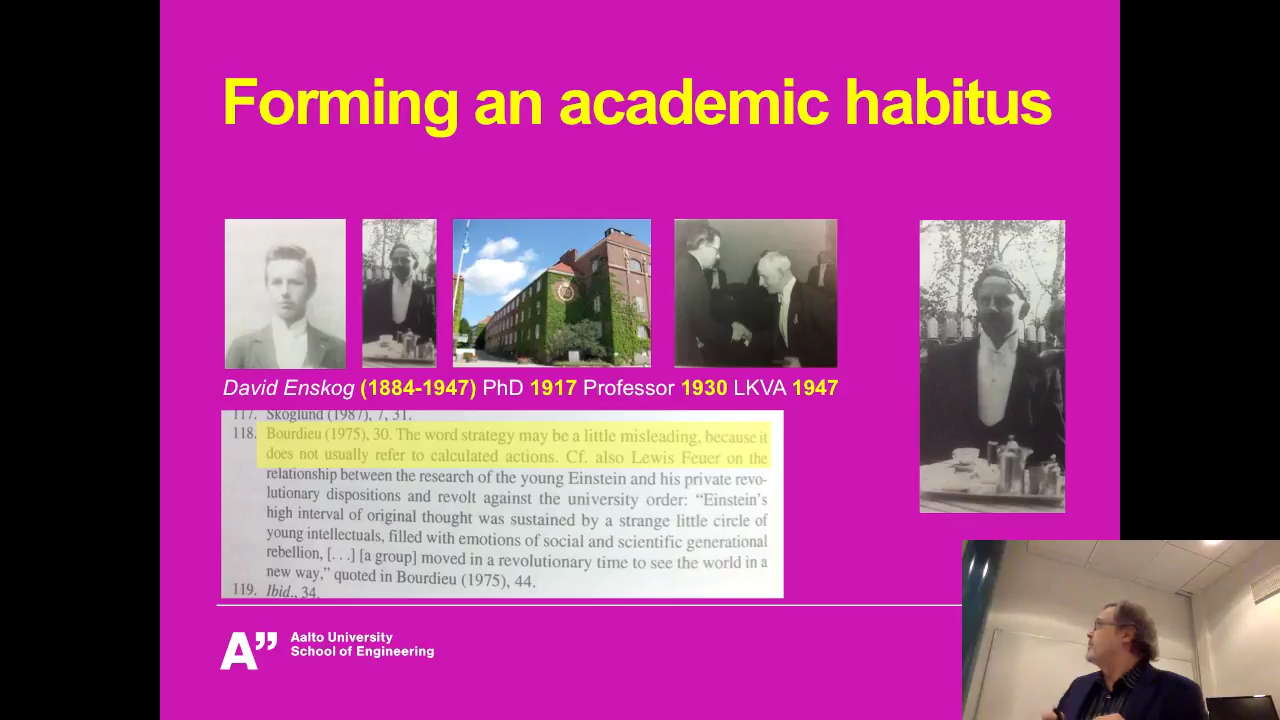 Forming an academic habitus
David Enskog (1884-1947) PhD 1917 Professor 1930 LKVA 1947
117. Skoglund (1987), 7, 31.
118. Bourdieu (1975), 30. The word strategy may be a little misleading, because it
does not usually refer to calculated actions. Cf. also Lewis Feuer on the
relationship between the research of the young Einstein and his private revo-
lutionary dispositions and revolt against the university order: “Einstein’s
high interval of original thought was sustained by a strange little circle of
young intellectuals, filled with emotions of social and scientific generational
rebellion, [. . .] [a group] moved in a revolutionary time to see the world in a
new way,” quoted in Bourdieu (1975), 44.
119. Ibid., 34.
A”
Aalto University
School of Engineering